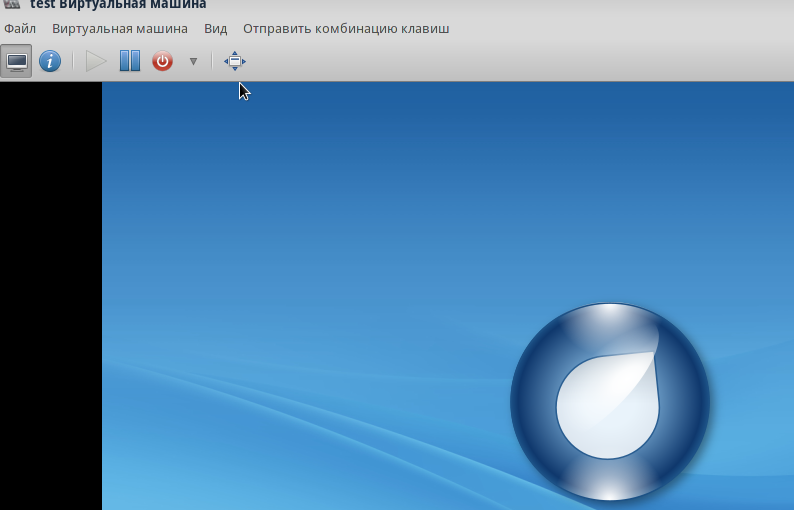 test Виртуальная машина
Файл Виртуальная машина Вид Отправить комбинацию клавиш